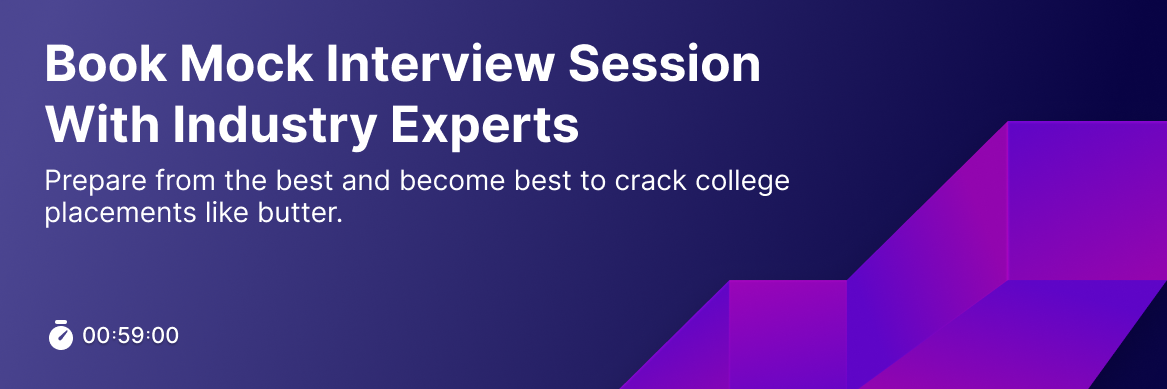 Book Mock Interview Session
With Industry Experts
Prepare from the best and become best to crack college
placements like butter.
00:59:00